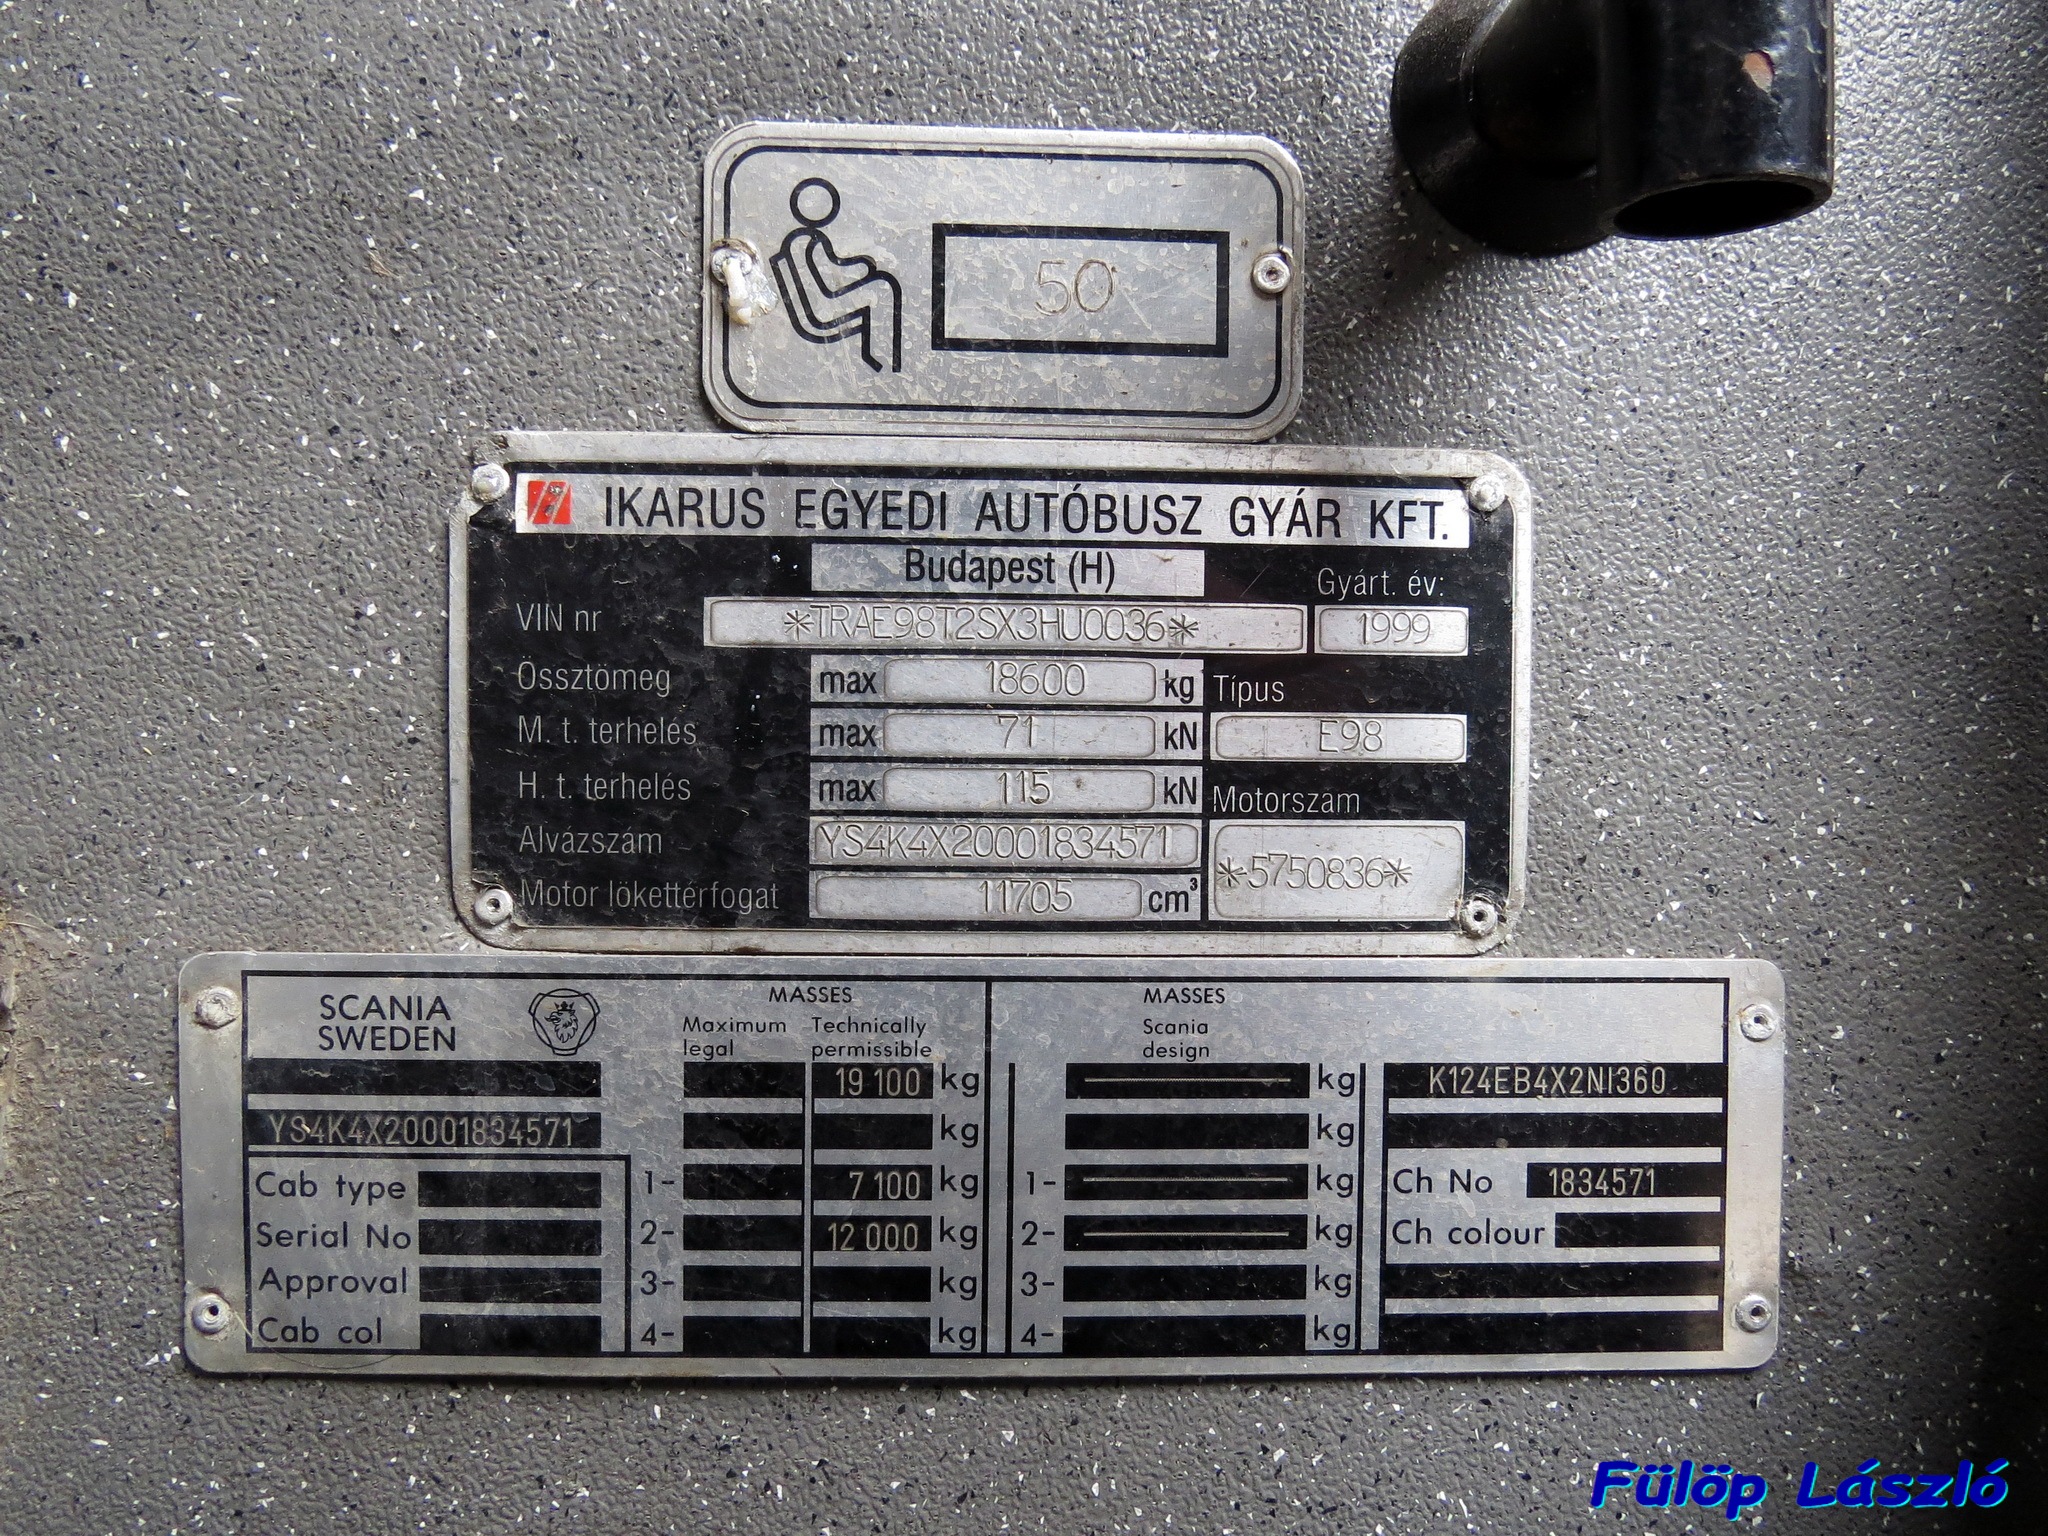 50
IKARUS EGYEDI AUTÓBUSZ GYÁR KFT.
Budapest (H)
Gyárt. év:
VIN nr *TRAE98T2SX3HU0036* 1999
Össztömeg max 18600 kg Típus
M. t. terhelés max 71 kN E98
H. t. terhelés max 115 kN Motorszám
Alvázszám YS4K4X20001834571
*5750836*
Motor lökettérfogat 11705 cm³
SCANIA
SWEDEN
MASSES MASSES
Maximum legal Technically permissible Scania design
19 100 kg kg K124EB4X2NI360
YS4K4X20001834571 kg kg
Cab type 1- 7 100 kg 1- kg Ch No 1834571
Serial No 2- 12 000 kg 2- kg Ch colour
Approval 3- kg 3- kg
Cab col 4- kg 4- kg
Fülöp László